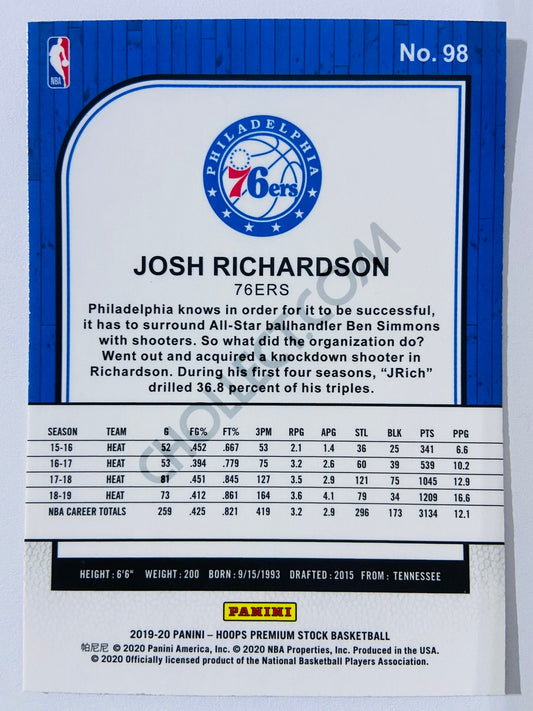 No. 98
NBA
PHILADELPHIA
76ers
JOSH RICHARDSON
76ERS
Philadelphia knows in order for it to be successful,
it has to surround All-Star ballhandler Ben Simmons
with shooters. So what did the organization do?
Went out and acquired a knockdown shooter in
Richardson. During his first four seasons, “JRich”
drilled 36.8 percent of his triples.
CHOLLECT.COM
SEASON TEAM G FG% FT% 3PM RPG APG STL BLK PTS PPG
15-16 HEAT 52 .452 .667 53 2.1 1.4 36 25 341 6.6
16-17 HEAT 53 .394 .779 75 3.2 2.6 60 39 539 10.2
17-18 HEAT 81 .451 .845 127 3.5 2.9 121 75 1045 12.9
18-19 HEAT 73 .412 .861 164 3.6 4.1 79 34 1209 16.6
NBA CAREER TOTALS 259 .425 .821 419 3.2 2.9 296 173 3134 12.1
HEIGHT: 6'6" WEIGHT: 200 BORN: 9/15/1993 DRAFTED: 2015 FROM: TENNESSEE
PANINI
2019-20 PANINI – HOOPS PREMIUM STOCK BASKETBALL
帕尼尼 © 2020 Panini America, Inc. © 2020 NBA Properties, Inc. Produced in the USA.
© 2020 Officially licensed product of the National Basketball Players Association.